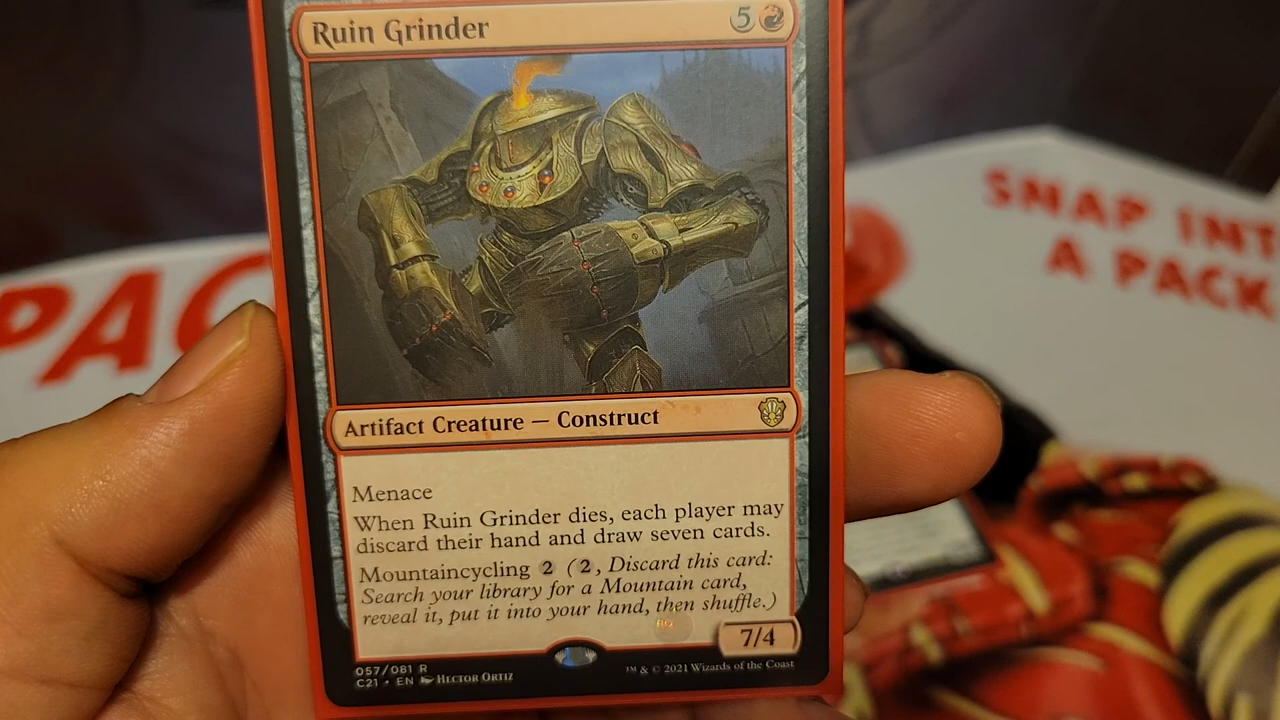 Ruin Grinder 5
PAC
SNAP INT
A PACK
Artifact Creature — Construct
Menace
When Ruin Grinder dies, each player may
discard their hand and draw seven cards.
Mountaincycling 2 (2, Discard this card:
Search your library for a Mountain card,
reveal it, put it into your hand, then shuffle.)
7/4
057/081 R
C21 • EN Hector Ortiz
™ & © 2021 Wizards of the Coast